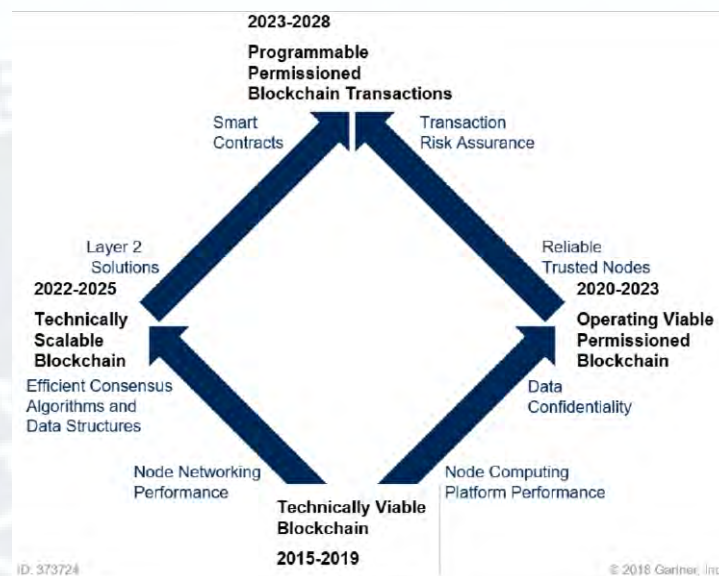 2023-2028
Programmable
Permissioned
Blockchain Transactions
Smart
Contracts
Transaction
Risk Assurance
Layer 2
Solutions
Reliable
Trusted Nodes
2022-2025
Technically
Scalable
Blockchain
2020-2023
Operating Viable
Permissioned
Blockchain
Efficient Consensus
Algorithms and
Data Structures
Data
Confidentiality
Node Networking
Performance
Node Computing
Platform Performance
Technically Viable
Blockchain
2015-2019
ID: 373724
© 2018 Gartner, Inc